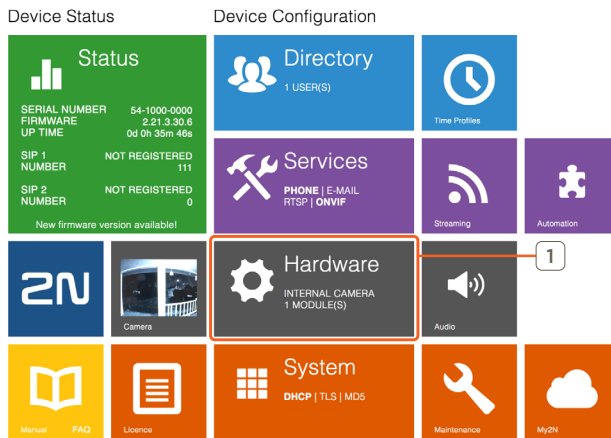 Device Status
Device Configuration
Status
SERIAL NUMBER 54-1000-0000
FIRMWARE 2.21.3.30.6
UP TIME 0d 0h 35m 46s
SIP 1 NOT REGISTERED
NUMBER 111
SIP 2 NOT REGISTERED
NUMBER 0
New firmware version available!
Directory
1 USER(S)
Time Profiles
Services
PHONE | E-MAIL
RTSP | ONVIF
Streaming
Automation
2N
Camera
Hardware
INTERNAL CAMERA
1 MODULE(S)
Audio
1
Manual FAQ
Licence
System
DHCP | TLS | MD5
Maintenance
My2N